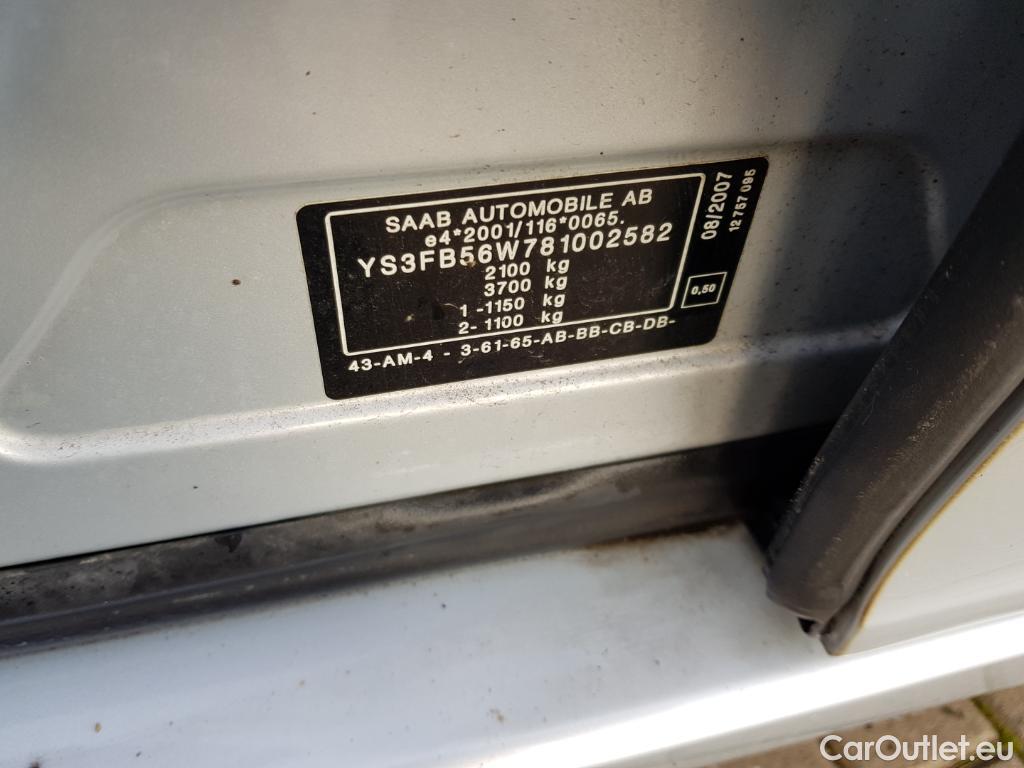 SAAB AUTOMOBILE AB
e4*2001/116*0065.
YS3FB56W781002582
2100 kg
3700 kg
1 -1150 kg
2- 1100 kg
43-AM-4 - 3-61-65-AB-BB-CB-DB-
08/2007
12 757 095
0.50
CarOutlet.eu